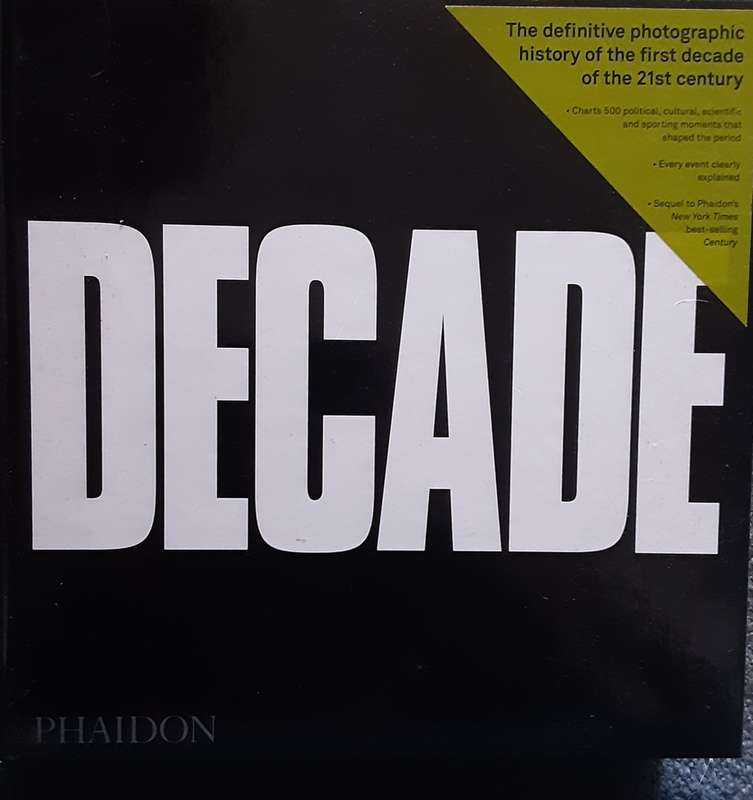 The definitive photographic
history of the first decade
of the 21st century
• Charts 500 political, cultural, scientific
and sporting moments that
shaped the period
• Every event clearly
explained
• Sequel to Phaidon's
New York Times
best-selling
Century
DECADE
PHAIDON